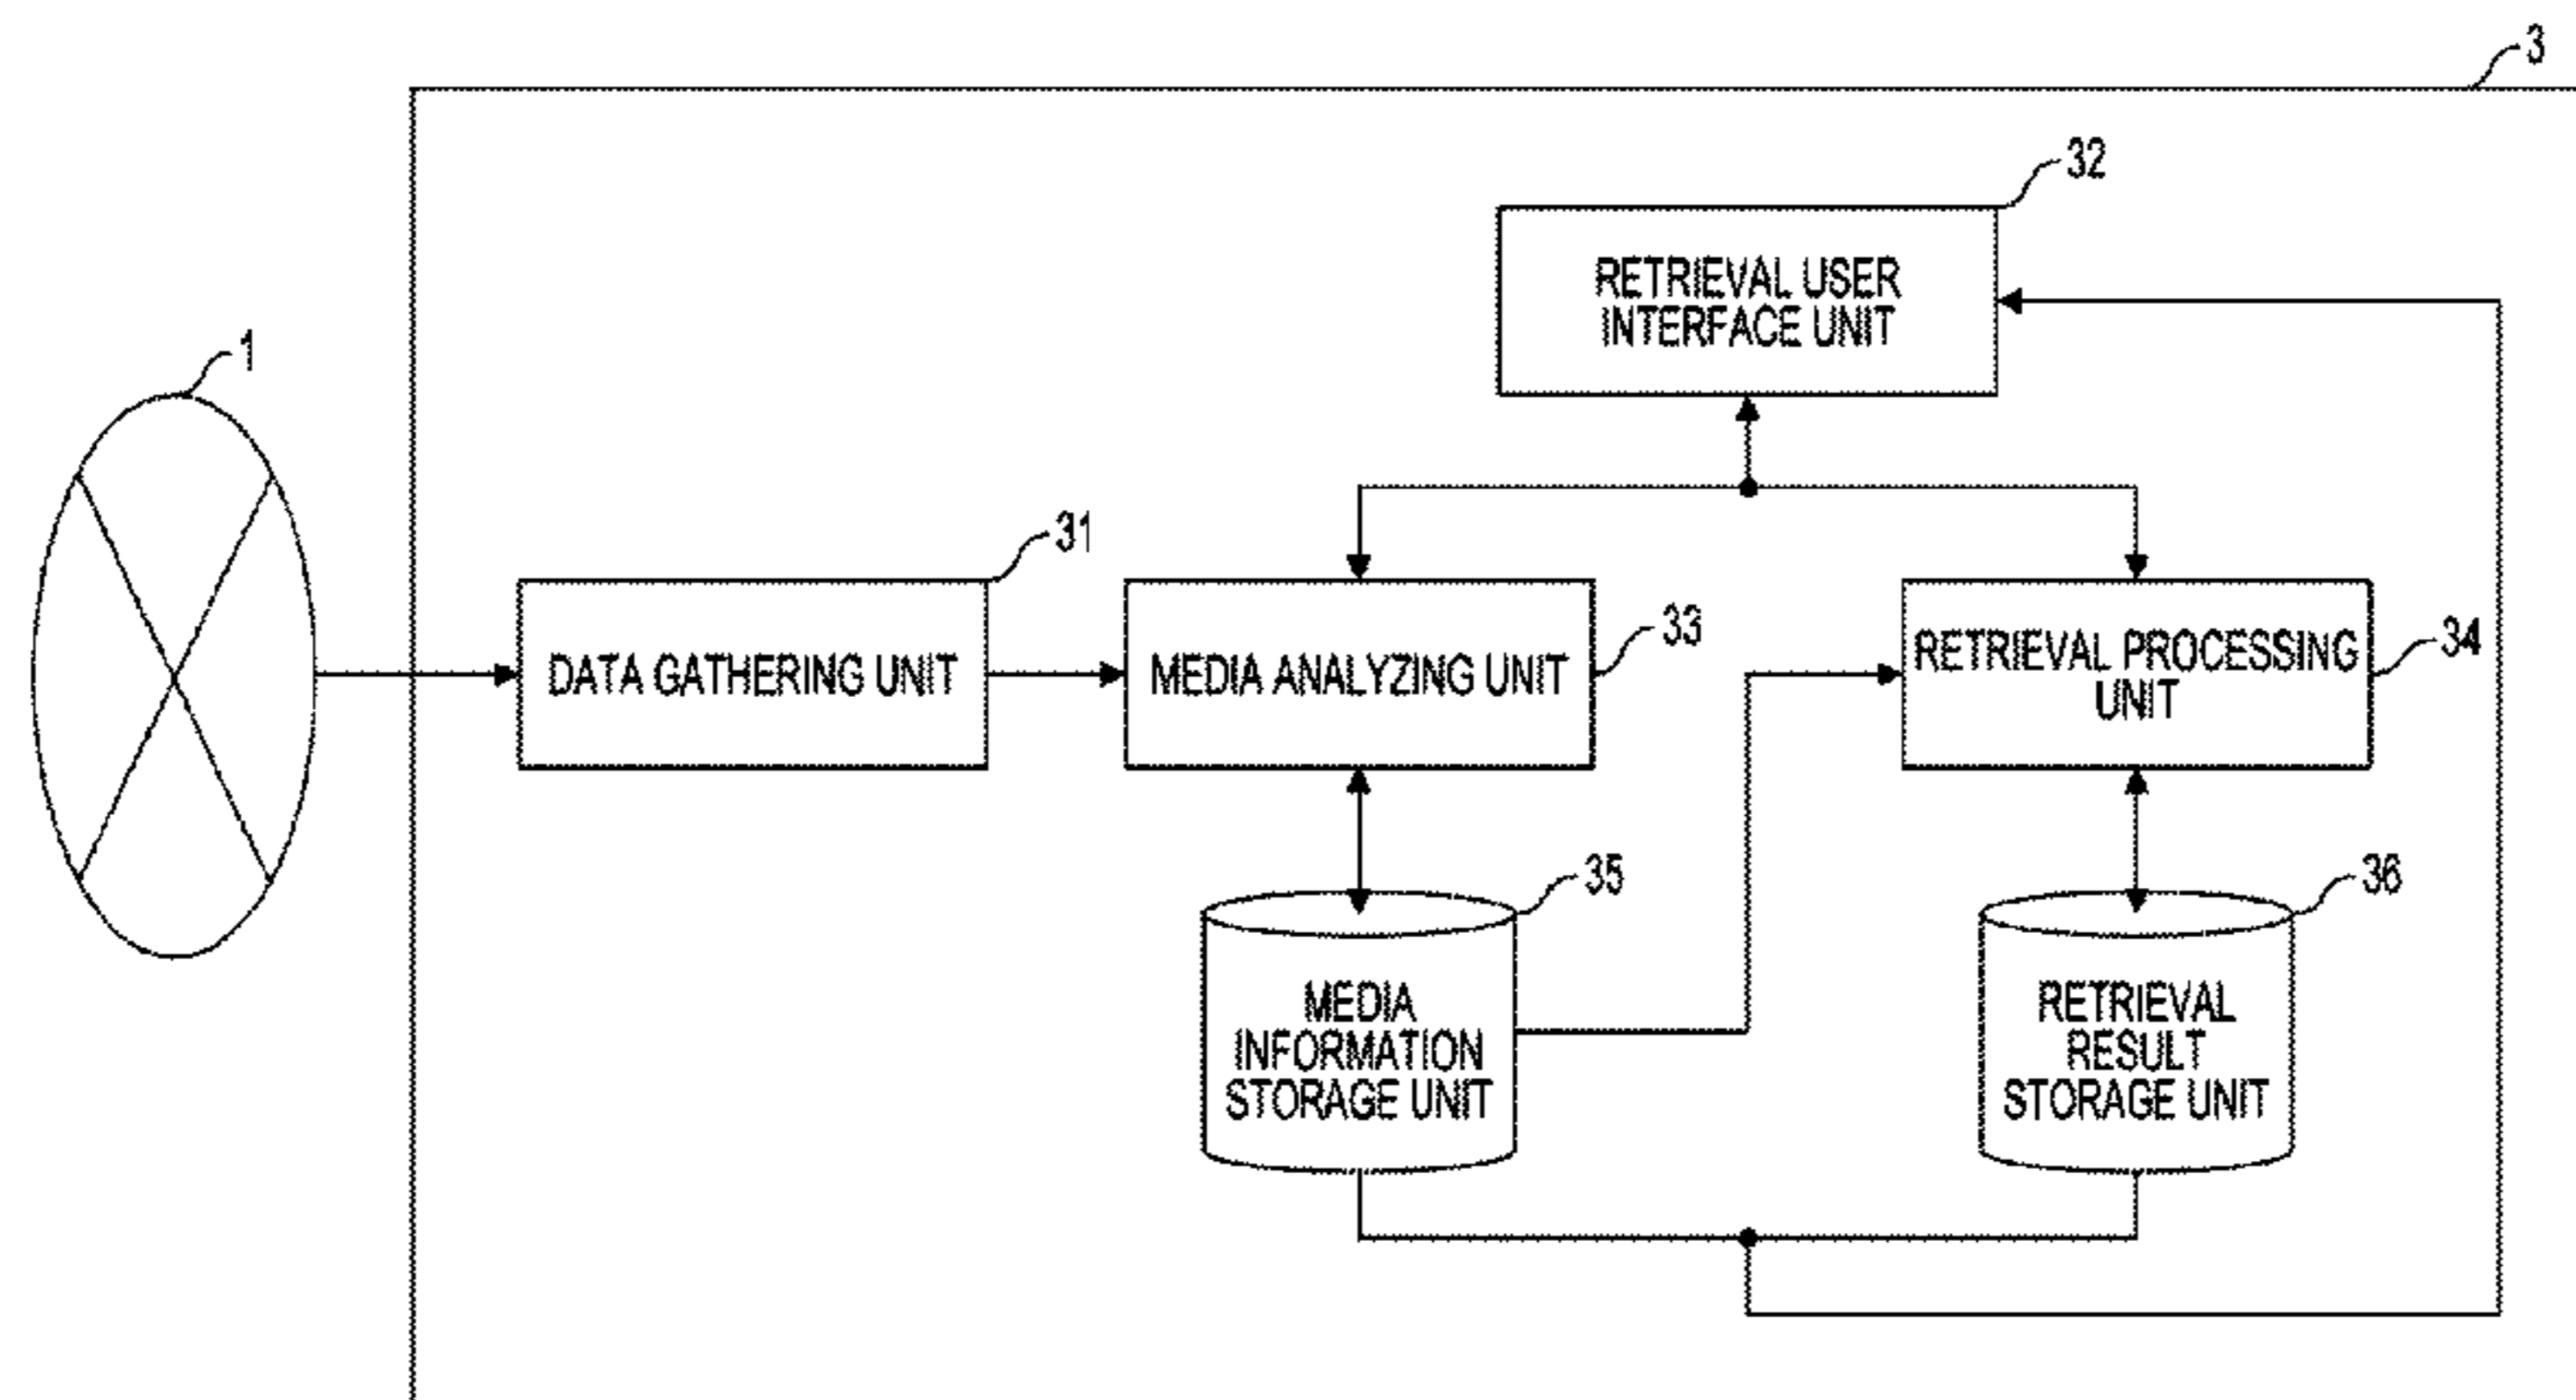 3
32
RETRIEVAL USER
INTERFACE UNIT
1
31
DATA GATHERING UNIT
33
MEDIA ANALYZING UNIT
34
RETRIEVAL PROCESSING
UNIT
35
MEDIA
INFORMATION
STORAGE UNIT
36
RETRIEVAL
RESULT
STORAGE UNIT